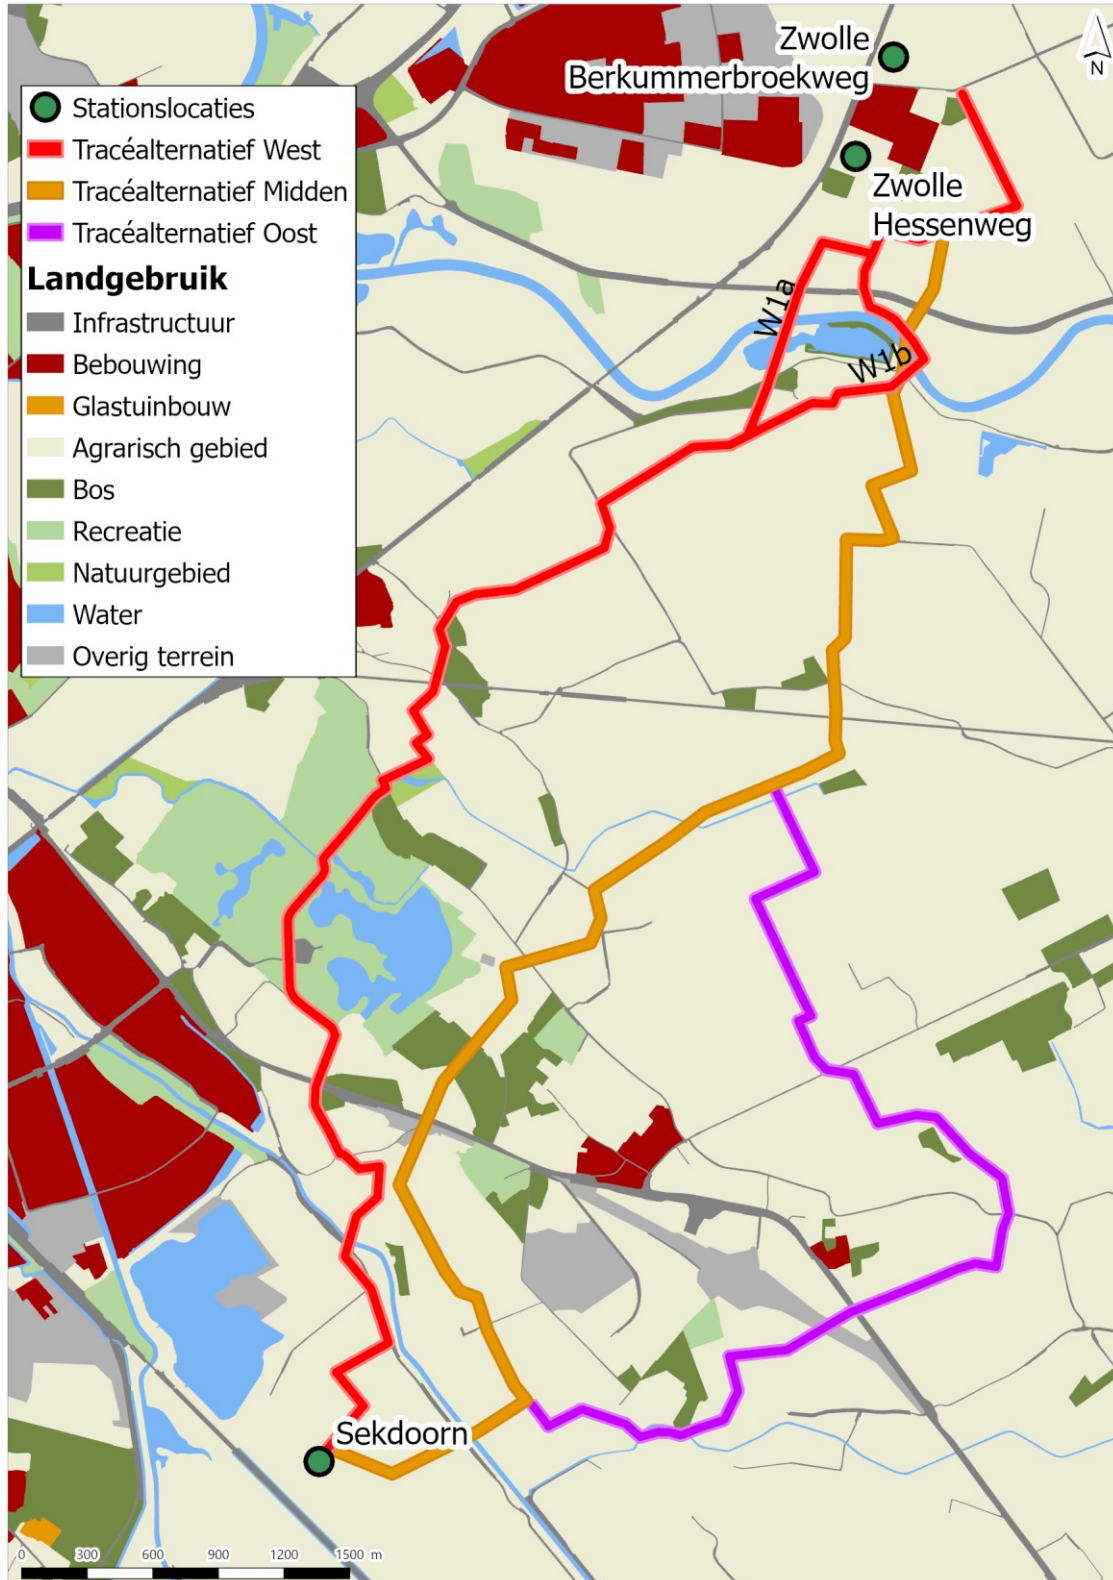 Zwolle
Berkummerbroekweg
N
Stationslocaties
Tracéalternatief West
Tracéalternatief Midden
Tracéalternatief Oost
Landgebruik
Infrastructuur
Bebouwing
Glastuinbouw
Agrarisch gebied
Bos
Recreatie
Natuurgebied
Water
Overig terrein
Zwolle
Hessenweg
W1a
W1b
Sekdoorn
0 300 600 900 1200 1500 m